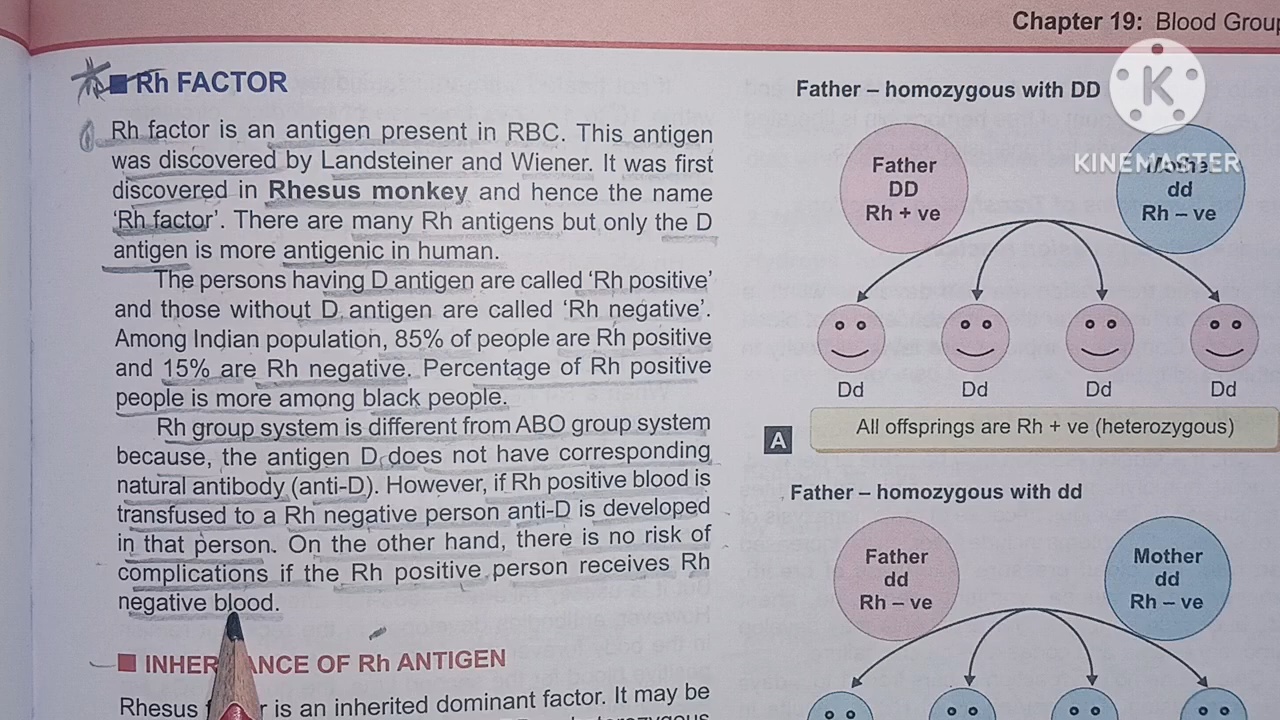 Chapter 19: Blood Group
Rh FACTOR
Rh factor is an antigen present in RBC. This antigen
was discovered by Landsteiner and Wiener. It was first
discovered in Rhesus monkey and hence the name
‘Rh factor’. There are many Rh antigens but only the D
antigen is more antigenic in human.
The persons having D antigen are called ‘Rh positive’
and those without D antigen are called ‘Rh negative’.
Among Indian population, 85% of people are Rh positive
and 15% are Rh negative. Percentage of Rh positive
people is more among black people.
Rh group system is different from ABO group system
because, the antigen D does not have corresponding
natural antibody (anti-D). However, if Rh positive blood is
transfused to a Rh negative person anti-D is developed
in that person. On the other hand, there is no risk of
complications if the Rh positive person receives Rh
negative blood.
OF Rh ANTIGEN
Rhesus is an inherited dominant factor. It may be
Father – homozygous with DD
K
KINEMASTER
Father
DD
Rh + ve
Mother
dd
Rh – ve
Dd
Dd
Dd
Dd
A
All offsprings are Rh + ve (heterozygous)
Father – homozygous with dd
Father
dd
Rh – ve
Mother
dd
Rh – ve